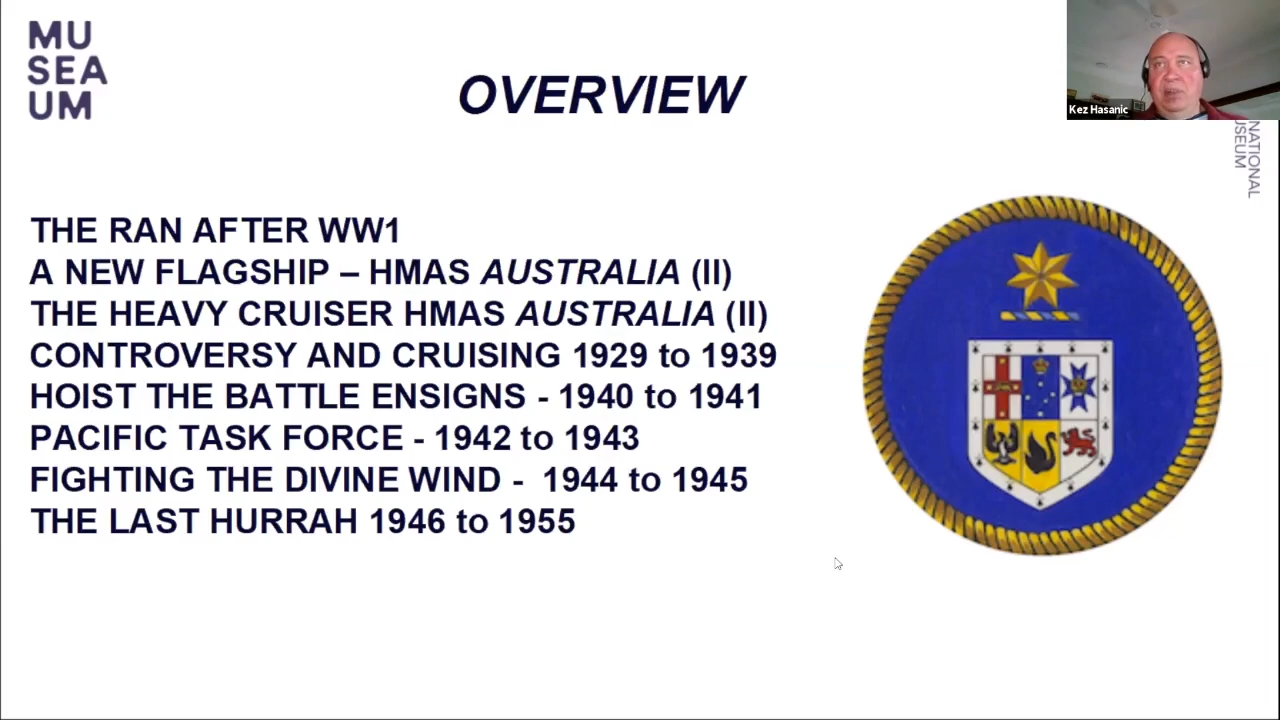 MU
SEA
UM
OVERVIEW
Kez Hasanic
NATIONAL
USEUM
THE RAN AFTER WW1
A NEW FLAGSHIP – HMAS AUSTRALIA (II)
THE HEAVY CRUISER HMAS AUSTRALIA (II)
CONTROVERSY AND CRUISING 1929 to 1939
HOIST THE BATTLE ENSIGNS - 1940 to 1941
PACIFIC TASK FORCE - 1942 to 1943
FIGHTING THE DIVINE WIND - 1944 to 1945
THE LAST HURRAH 1946 to 1955